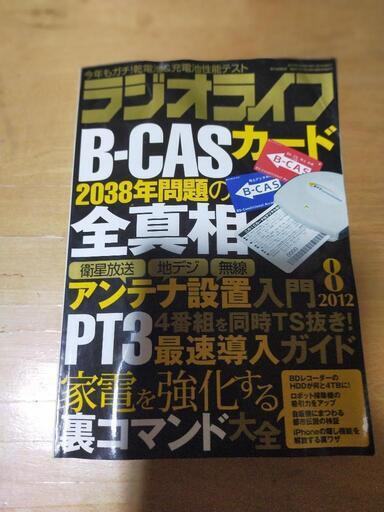 今年もガチ!乾電池&充電池性能テスト
ラジオライフ
B-CASカード
2038年問題の
全真相
B-CAS
B-CAS
衛星放送 地デジ 無線
アンテナ設置入門
8
2012
PT3 4番組を同時TS抜き!
最速導入ガイド
家電を強化する
裏コマンド大全
BDレコーダーの
HDDが何と4TBに!
ロボット掃除機の
吸引力をアップ
自販機にまつわる
都市伝説の検証
iPhoneの隠し機能を
解放する裏ワザ